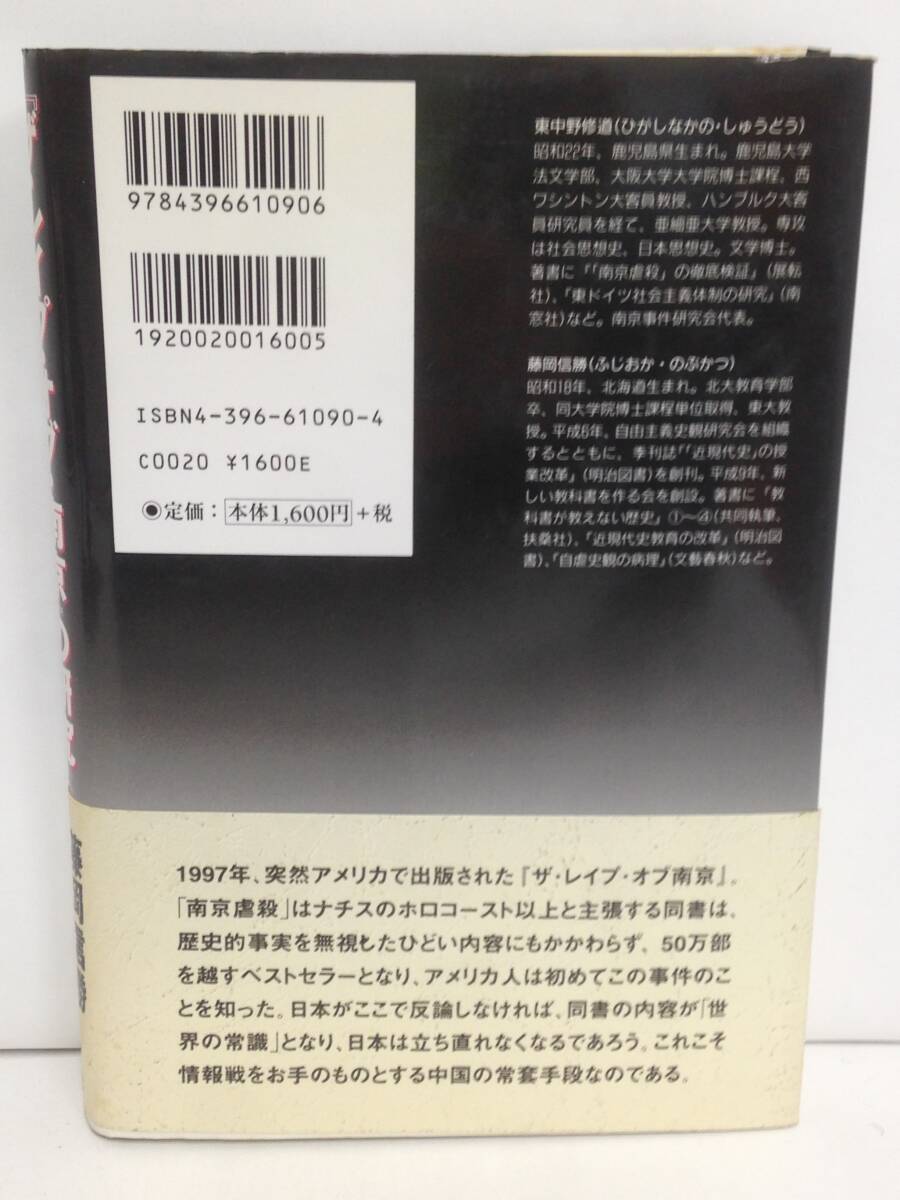 9784396610906
1920020016005
ISBN4-396-61090-4
C0020 ¥1600E
◉定価：本体1,600円+税
東中野修道(ひがしなかの・しゅうどう)
昭和22年、鹿児島県生まれ。鹿児島大学
法文学部、大阪大学大学院博士課程、西
ワシントン大客員教授、ハンブルク大客
員研究員を経て、亜細亜大学教授。専攻
は社会思想史、日本思想史。文学博士。
著書に「「南京虐殺」の徹底検証」(展転
社)、「東ドイツ社会主義体制の研究」(南
窓社)など。南京事件研究会代表。
藤岡信勝(ふじおか・のぶかつ)
昭和18年、北海道生まれ。北大教育学部
卒、同大学院博士課程単位取得、東大教
授。平成6年、自由主義史観研究会を組織
するとともに、季刊誌「「近現代史」の授
業改革」(明治図書)を創刊。平成9年、新
しい教科書を作る会を創設。著書に「教
科書が教えない歴史」①〜④(共同執筆、
扶桑社)、「近現代史教育の改革」(明治図
書)、「自虐史観の病理」(文藝春秋)など。
1997年、突然アメリカで出版された『ザ・レイプ・オブ南京』。
「南京虐殺」はナチスのホロコースト以上と主張する同書は、
歴史的事実を無視したひどい内容にもかかわらず、50万部
を越すベストセラーとなり、アメリカ人は初めてこの事件のこ
とを知った。日本がここで反論しなければ、同書の内容が「世
界の常識」となり、日本は立ち直れなくなるであろう。これこそ
情報戦をお手のものとする中国の常套手段なのである。